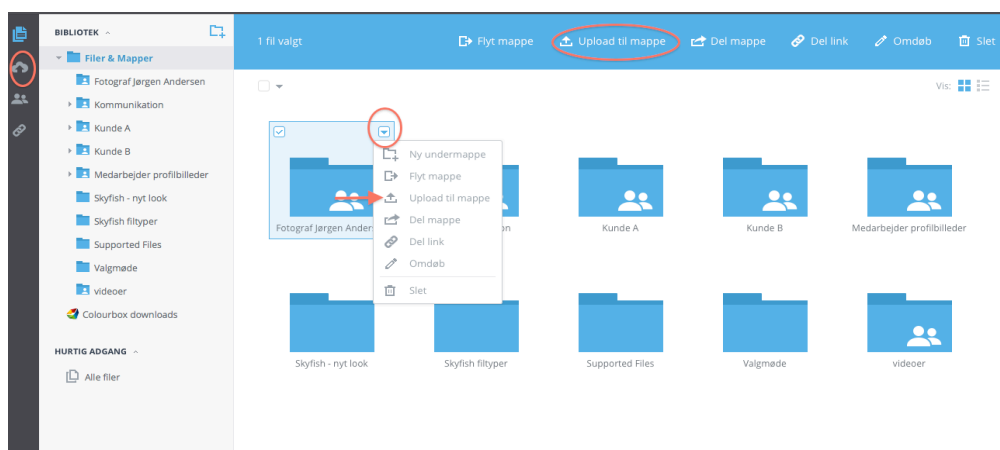 BIBLIOTEK
Filer & Mapper
Fotograf Jørgen Andersen
Kommunikation
Kunde A
Kunde B
Medarbejder profilbilleder
Skyfish - nyt look
Skyfish filtyper
Supported Files
Valgmøde
videoer
Colourbox downloads
HURTIG ADGANG
Alle filer
1 fil valgt
Flyt mappe
Upload til mappe
Del mappe
Del link
Omdøb
Slet
Vis:
Ny undermappe
Flyt mappe
Upload til mappe
Del mappe
Del link
Omdøb
Slet
Fotograf Jørgen Ander
on
Kunde A
Kunde B
Medarbejder profilbilleder
Skyfish - nyt look
Skyfish filtyper
Supported Files
Valgmøde
videoer